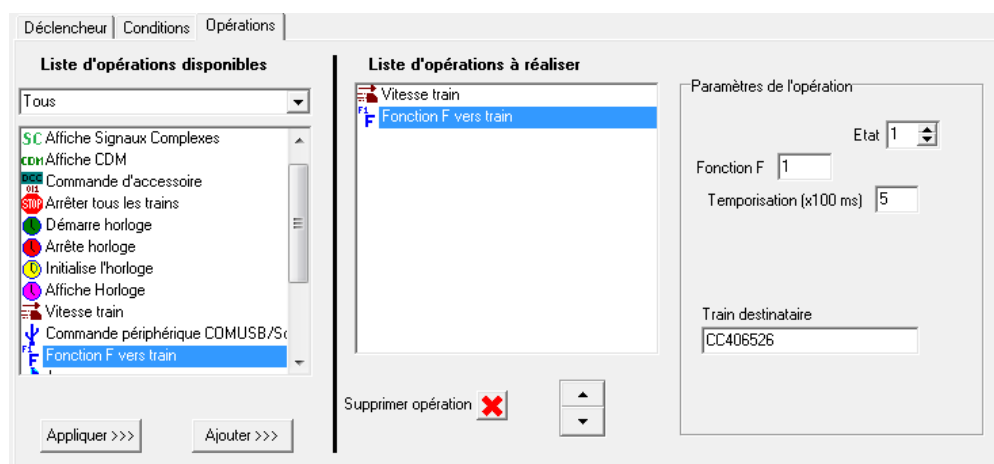 Déclencheur Conditions Opérations
Liste d'opérations disponibles
Tous
SC Affiche Signaux Complexes
CDM Affiche CDM
DCC 011 Commande d'accessoire
STOP Arrêter tous les trains
Démarre horloge
Arrête horloge
Initialise l'horloge
Affiche Horloge
Vitesse train
Commande périphérique COMUSB/So
F1 F Fonction F vers train
Appliquer >>> Ajouter >>>
Liste d'opérations à réaliser
Vitesse train
F1 F Fonction F vers train
Supprimer opération
Paramètres de l'opération
Etat 1
Fonction F 1
Temporisation (x100 ms) 5
Train destinataire
CC406526